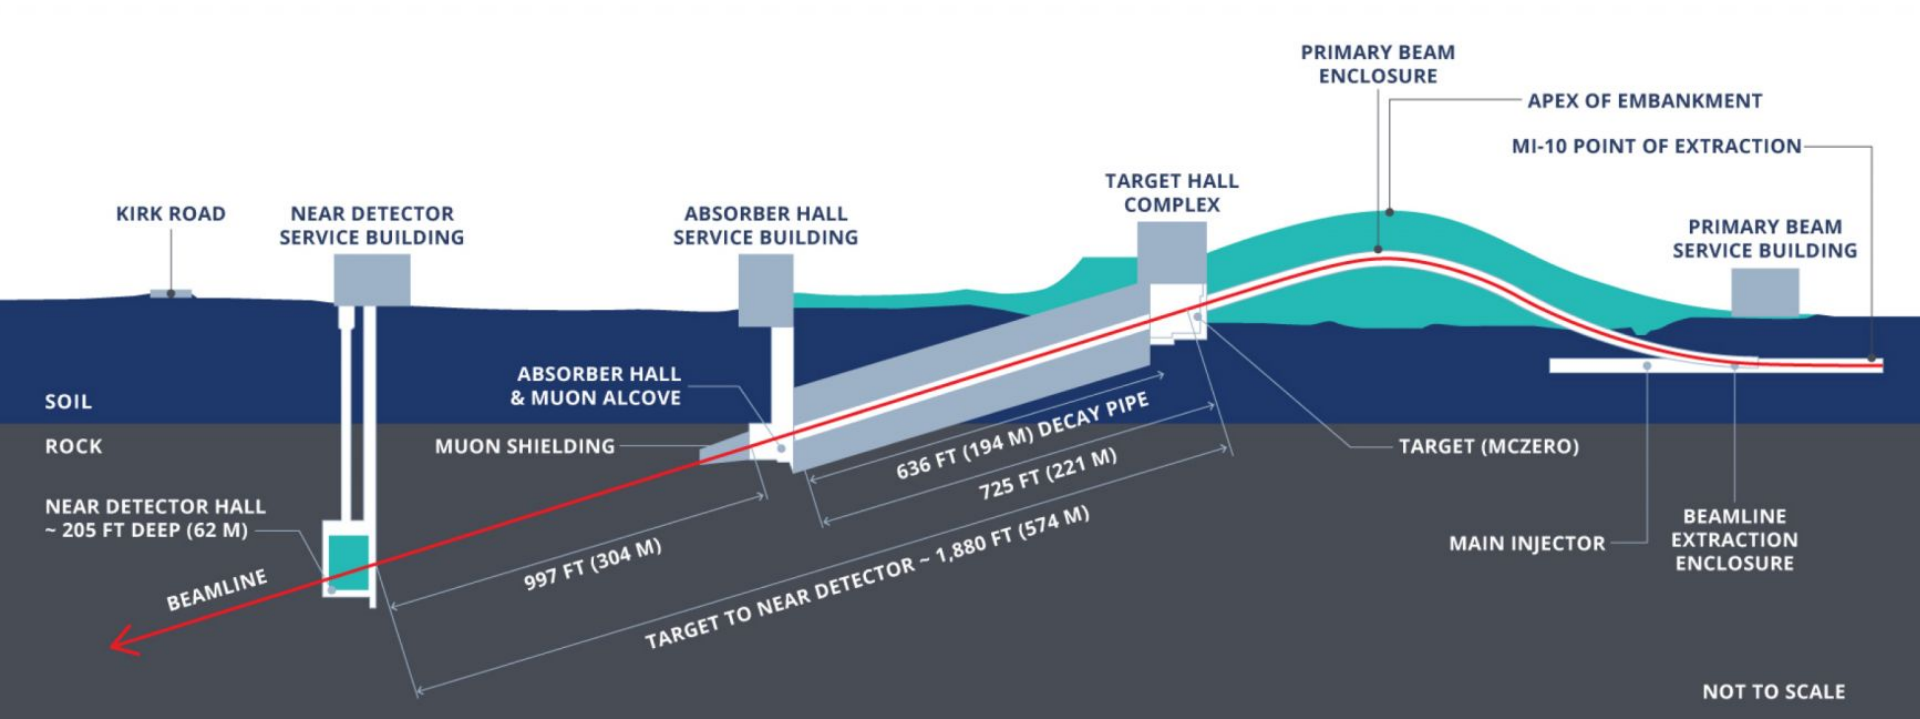 PRIMARY BEAM
ENCLOSURE
APEX OF EMBANKMENT
MI-10 POINT OF EXTRACTION
TARGET HALL
COMPLEX
KIRK ROAD
NEAR DETECTOR
SERVICE BUILDING
ABSORBER HALL
SERVICE BUILDING
PRIMARY BEAM
SERVICE BUILDING
ABSORBER HALL
& MUON ALCOVE
SOIL
ROCK
MUON SHIELDING
636 FT (194 M) DECAY PIPE
725 FT (221 M)
TARGET (MCZERO)
NEAR DETECTOR HALL
~ 205 FT DEEP (62 M)
BEAMLINE
997 FT (304 M)
TARGET TO NEAR DETECTOR ~ 1,880 FT (574 M)
MAIN INJECTOR
BEAMLINE
EXTRACTION
ENCLOSURE
NOT TO SCALE